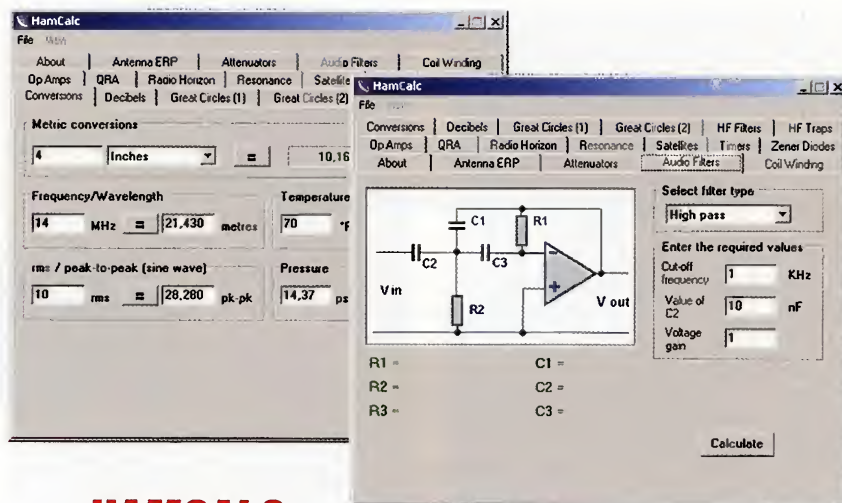 HamCalc
File View
About Antenna ERP Attenuators Audio Filters Coil Winding
Op Amps QRA Radio Horizon Resonance Satellite
Conversions Decibels Great Circles (1) Great Circles (2)
Metric conversions
4 Inches = 10,16
Frequency/Wavelength
14 MHz = 21,430 metres
Temperature
70 °F
rms / peak-to-peak (sine wave)
10 rms = 28,280 pk-pk
Pressure
14,37 ps
HamCalc
File
Conversions Decibels Great Circles (1) Great Circles (2) HF Filters HF Traps
Op Amps QRA Radio Horizon Resonance Satellites Timers Zener Diodes
About Antenna ERP Attenuators Audio Filters Coil Winding
C1 R1
C2 C3
V in
R2
V out
Select filter type
High pass
Enter the required values
Cut-off frequency 1 KHz
Value of C2 10 nF
Voltage gain 1
R1 = C1 =
R2 = C2 =
R3 = C3 =
Calculate